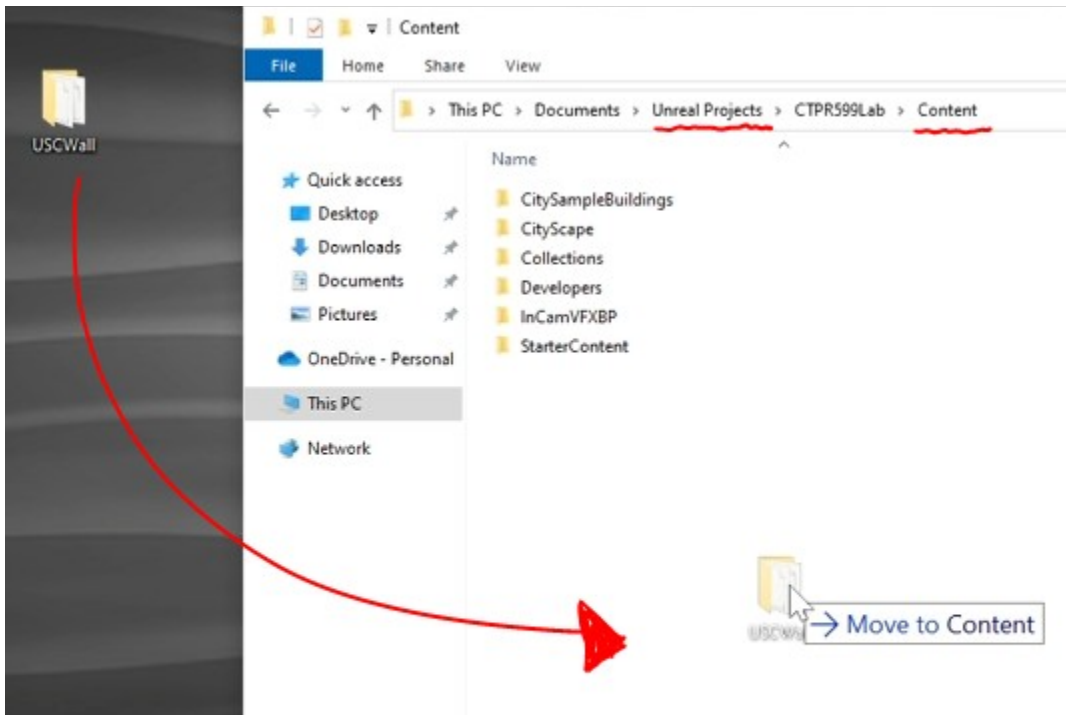 Content
File Home Share View
This PC > Documents > Unreal Projects > CTPR599Lab > Content
USCWall
Name
Quick access
Desktop
Downloads
Documents
Pictures
OneDrive - Personal
This PC
Network
CitySampleBuildings
CityScape
Collections
Developers
InCamVFXBP
StarterContent
Move to Content